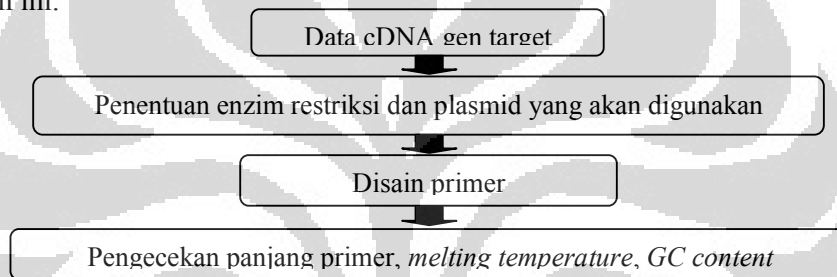 Data cDNA gen target
Penentuan enzim restriksi dan plasmid yang akan digunakan
Disain primer
Pengecekan panjang primer, melting temperature, GC content